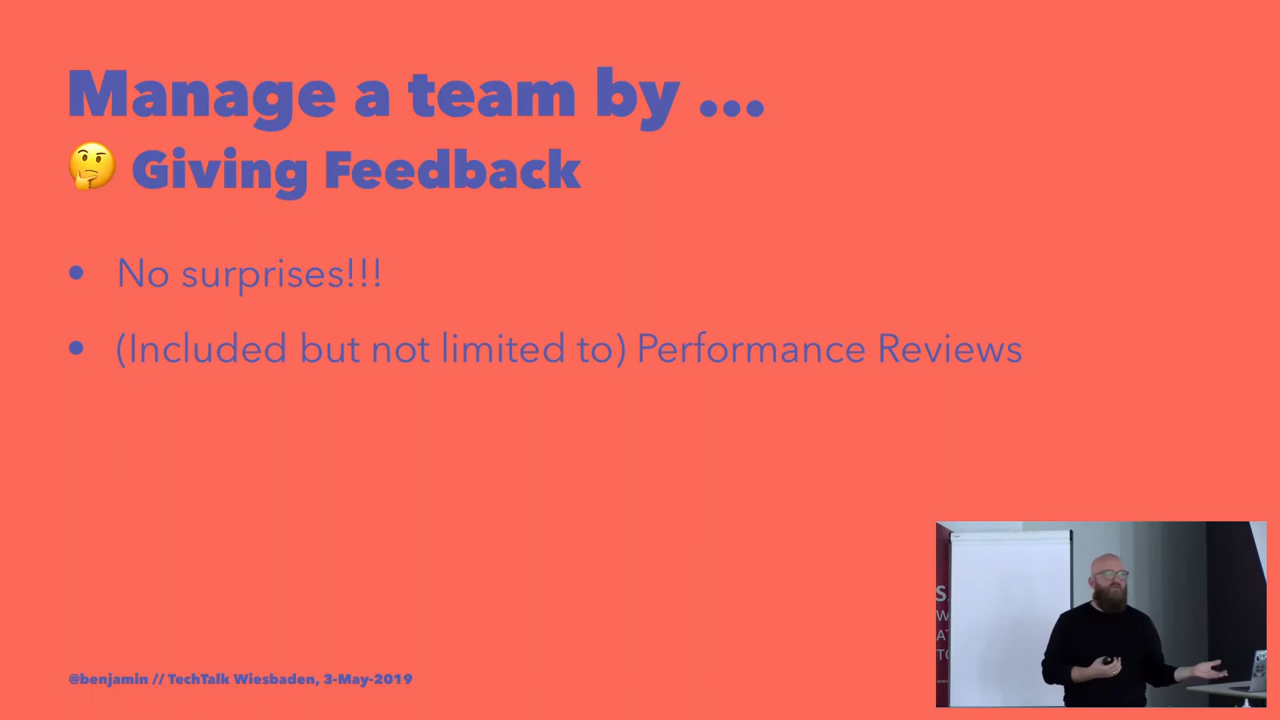 Manage a team by ...
🤔 Giving Feedback
• No surprises!!!
• (Included but not limited to) Performance Reviews
@benjamin // TechTalk Wiesbaden, 3-May-2019